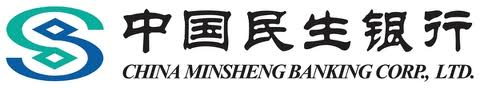 中国民生银行
CHINA MINSHENG BANKING CORP., LTD.